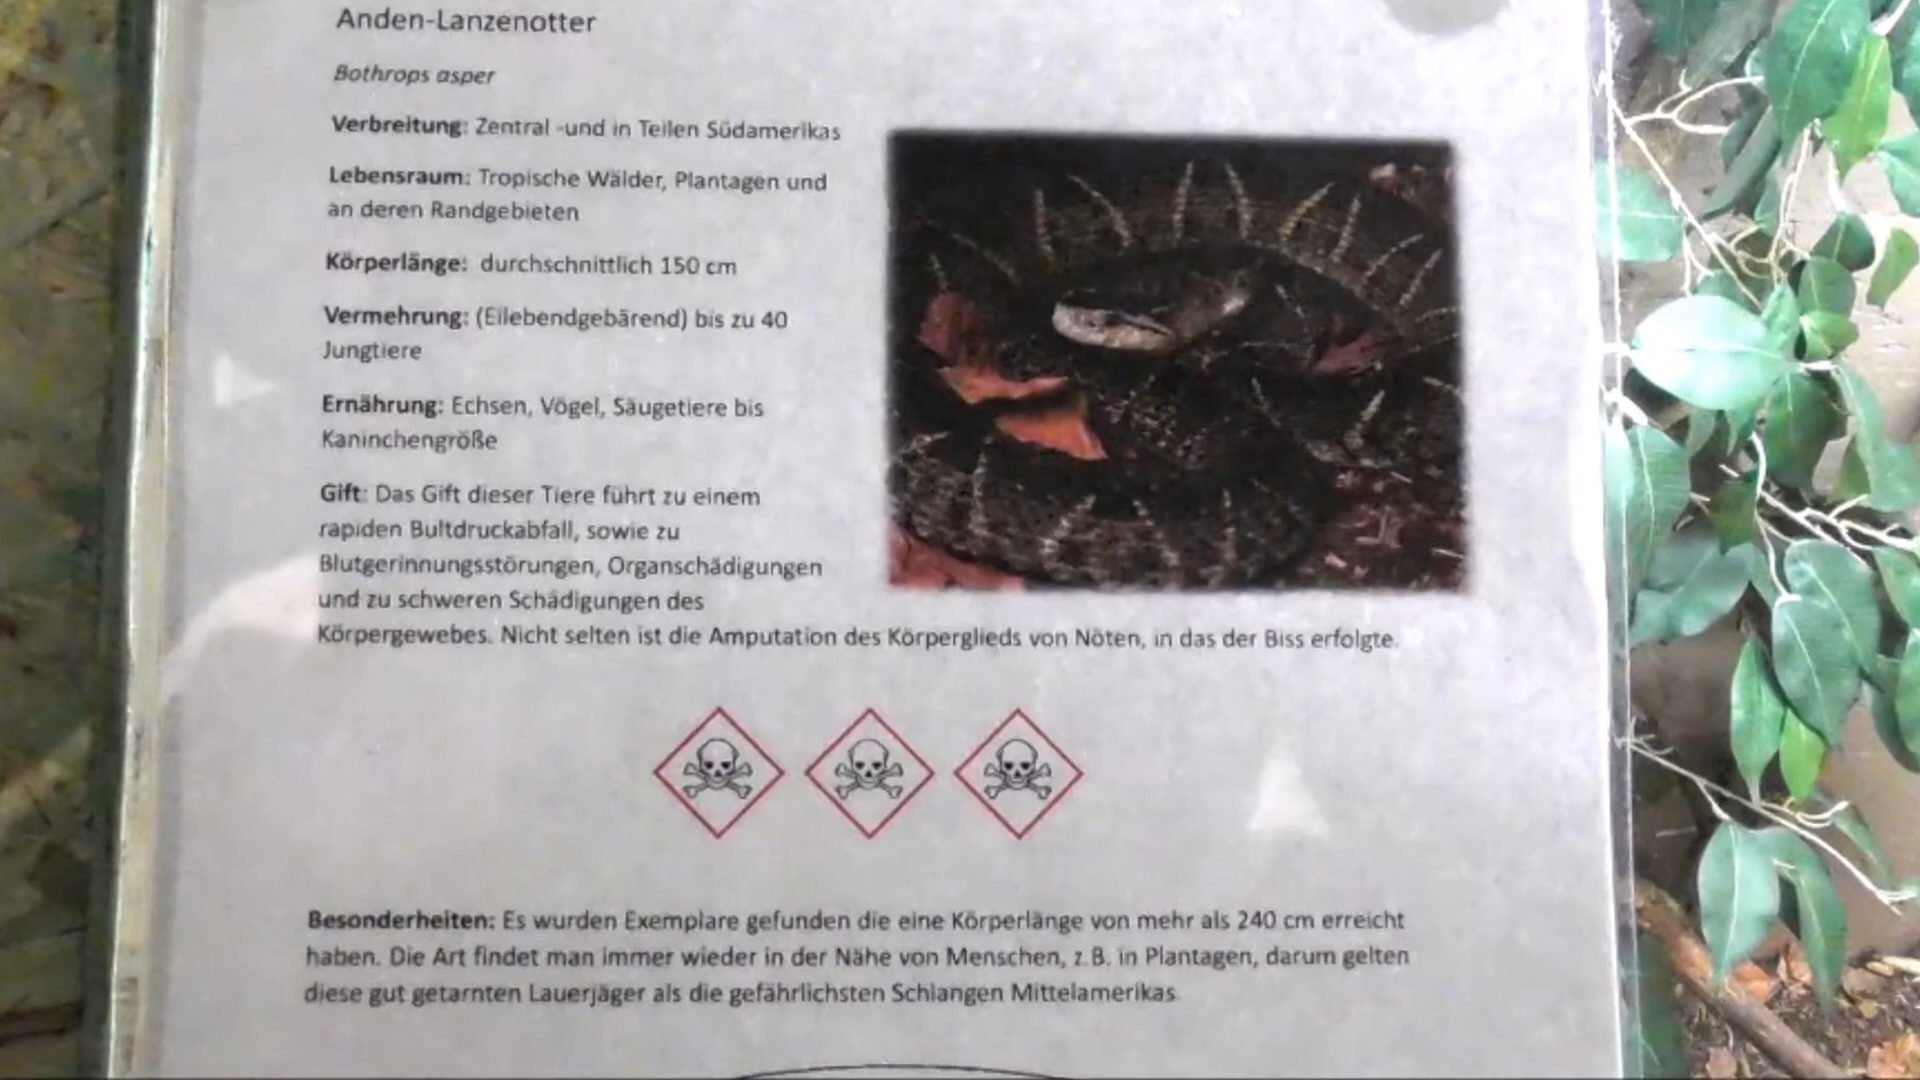 Anden-Lanzenotter
Bothrops asper
Verbreitung: Zentral -und in Teilen Südamerikas
Lebensraum: Tropische Wälder, Plantagen und
an deren Randgebieten
Körperlänge: durchschnittlich 150 cm
Vermehrung: (Eilebendgebärend) bis zu 40
Jungtiere
Ernährung: Echsen, Vögel, Säugetiere bis
Kaninchengröße
Gift: Das Gift dieser Tiere führt zu einem
rapiden Bultdruckabfall, sowie zu
Blutgerinnungsstörungen, Organschädigungen
und zu schweren Schädigungen des
Körpergewebes. Nicht selten ist die Amputation des Körperglieds von Nöten, in das der Biss erfolgte.
Besonderheiten: Es wurden Exemplare gefunden die eine Körperlänge von mehr als 240 cm erreicht
haben. Die Art findet man immer wieder in der Nähe von Menschen, z.B. in Plantagen, darum gelten
diese gut getarnten Lauerjäger als die gefährlichsten Schlangen Mittelamerikas